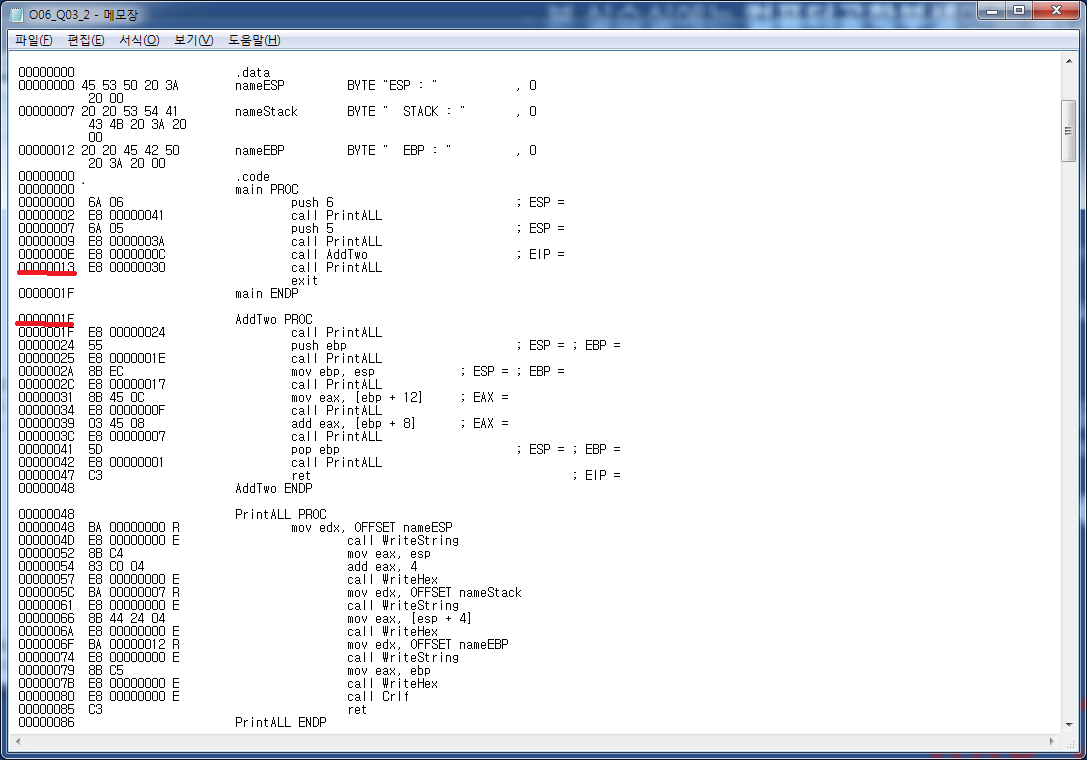 O06_Q03_2 - 메모장
파일(F) 편집(E) 서식(O) 보기(V) 도움말(H)
00000000 .data
00000000 45 53 50 20 3A nameESP BYTE "ESP : " , 0
20 00
00000007 20 20 53 54 41 nameStack BYTE "  STACK : " , 0
43 4B 20 3A 20
00
00000012 20 20 45 42 50 nameEBP BYTE "  EBP : " , 0
20 3A 20 00
00000000 .code
00000000 . main PROC
00000000 6A 06 push 6 ; ESP =
00000002 E8 00000041 call PrintALL
00000007 6A 05 push 5 ; ESP =
00000009 E8 0000003A call PrintALL
0000000E E8 0000000C call AddTwo ; EIP =
00000013 E8 00000030 call PrintALL
exit
0000001F main ENDP
0000001F AddTwo PROC
0000001F E8 00000024 call PrintALL
00000024 55 push ebp ; ESP = ; EBP =
00000025 E8 0000001E call PrintALL
0000002A 8B EC mov ebp, esp ; ESP = ; EBP =
0000002C E8 00000017 call PrintALL
00000031 8B 45 0C mov eax, [ebp + 12] ; EAX =
00000034 E8 0000000F call PrintALL
00000039 03 45 08 add eax, [ebp + 8] ; EAX =
0000003C E8 00000007 call PrintALL
00000041 5D pop ebp ; ESP = ; EBP =
00000042 E8 00000001 call PrintALL
00000047 C3 ret ; EIP =
00000048 AddTwo ENDP
00000048 PrintALL PROC
00000048 BA 00000000 R mov edx, OFFSET nameESP
0000004D E8 00000000 E call WriteString
00000052 8B C4 mov eax, esp
00000054 83 C0 04 add eax, 4
00000057 E8 00000000 E call WriteHex
0000005C BA 00000007 R mov edx, OFFSET nameStack
00000061 E8 00000000 E call WriteString
00000066 8B 44 24 04 mov eax, [esp + 4]
0000006A E8 00000000 E call WriteHex
0000006F BA 00000012 R mov edx, OFFSET nameEBP
00000074 E8 00000000 E call WriteString
00000079 8B C5 mov eax, ebp
0000007B E8 00000000 E call WriteHex
00000080 E8 00000000 E call Crlf
00000085 C3 ret
00000086 PrintALL ENDP